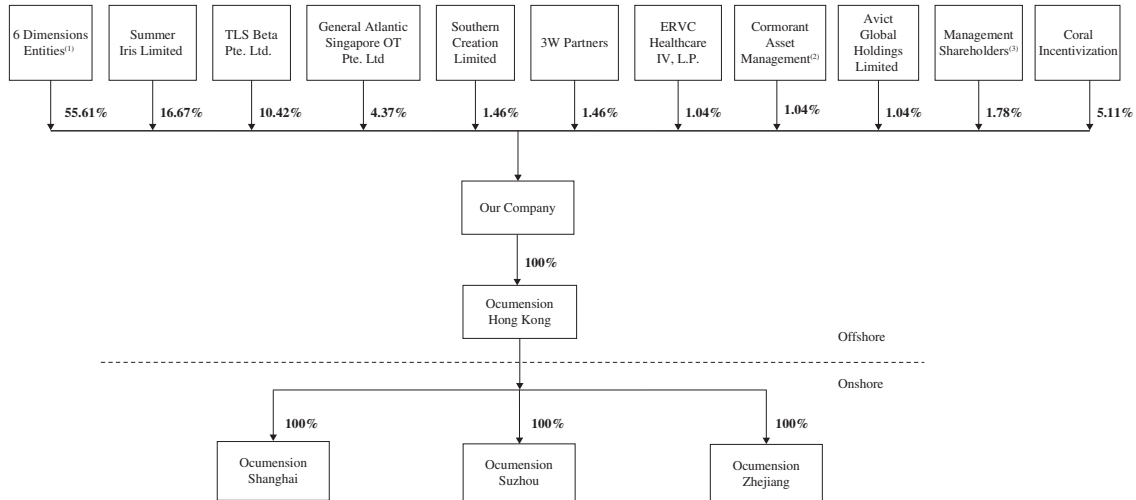 6 Dimensions
Entities(1)
Summer
Iris Limited
TLS Beta
Pte. Ltd.
General Atlantic
Singapore OT
Pte. Ltd
Southern
Creation
Limited
3W Partners
ERVC
Healthcare
IV, L.P.
Cormorant
Asset
Management(2)
Avict
Global
Holdings
Limited
Management
Shareholders(3)
Coral
Incentivization
55.61%
16.67%
10.42%
4.37%
1.46%
1.46%
1.04%
1.04%
1.04%
1.78%
5.11%
Our Company
100%
Ocumension
Hong Kong
Offshore
Onshore
100%
100%
100%
Ocumension
Shanghai
Ocumension
Suzhou
Ocumension
Zhejiang